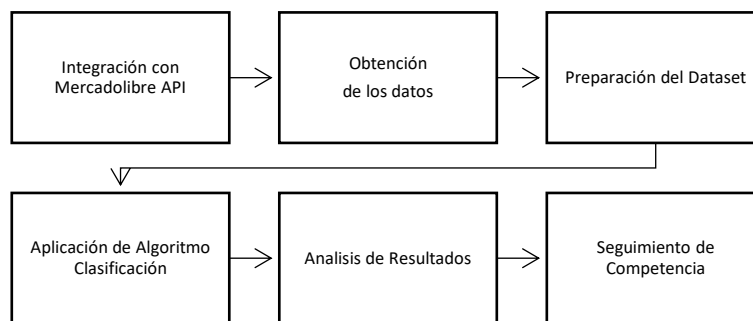 Integración con
Mercadolibre API
Obtención
de los datos
Preparación del Dataset
Aplicación de Algoritmo
Clasificación
Analisis de Resultados
Seguimiento de
Competencia